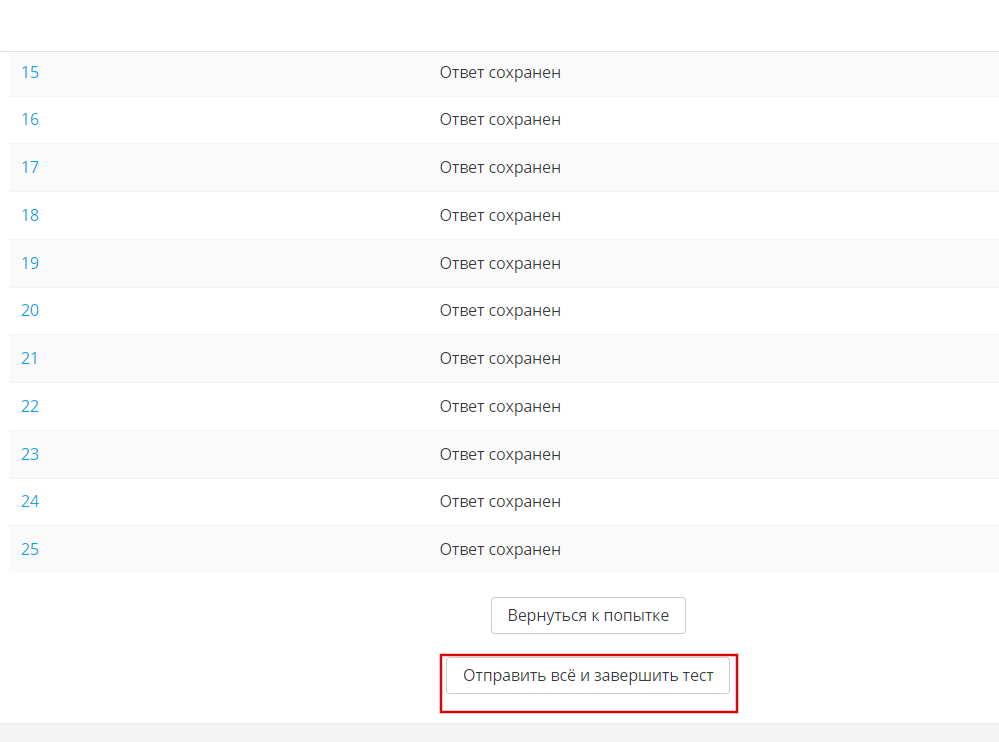 15 Ответ сохранен
16 Ответ сохранен
17 Ответ сохранен
18 Ответ сохранен
19 Ответ сохранен
20 Ответ сохранен
21 Ответ сохранен
22 Ответ сохранен
23 Ответ сохранен
24 Ответ сохранен
25 Ответ сохранен
Вернуться к попытке
Отправить всё и завершить тест